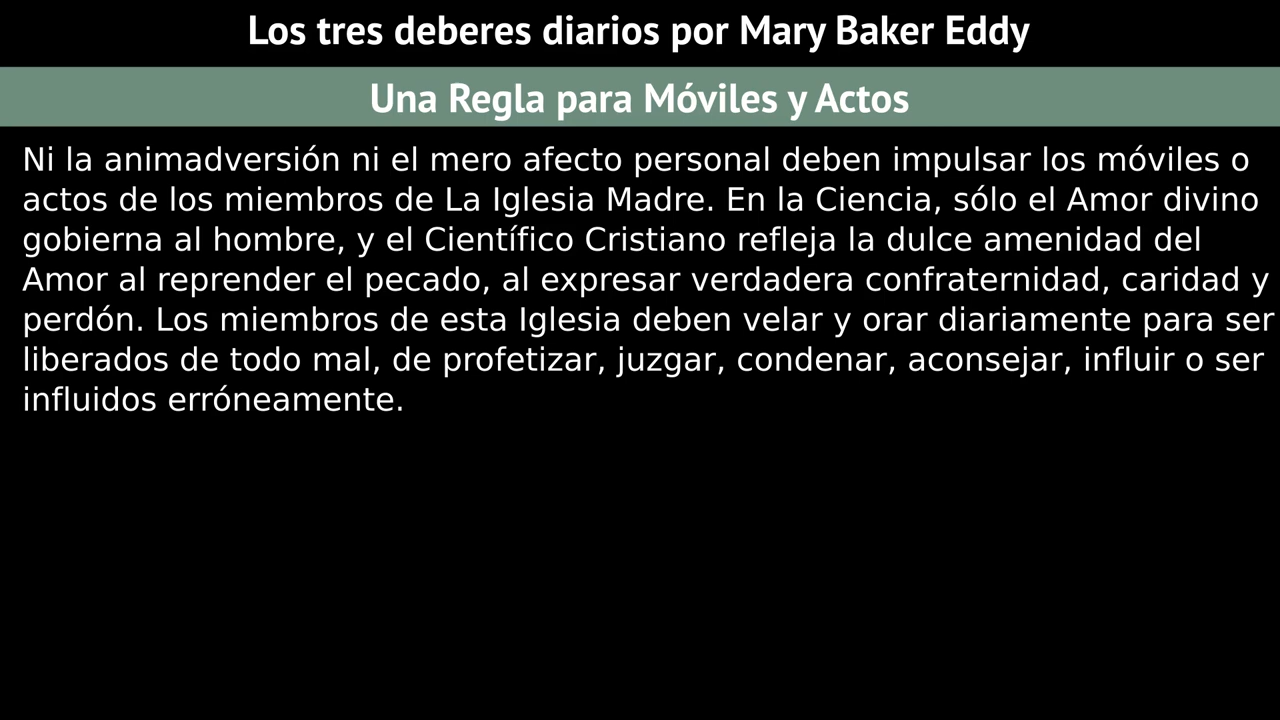 Los tres deberes diarios por Mary Baker Eddy
Una Regla para Móviles y Actos
Ni la animadversión ni el mero afecto personal deben impulsar los móviles o
actos de los miembros de La Iglesia Madre. En la Ciencia, sólo el Amor divino
gobierna al hombre, y el Científico Cristiano refleja la dulce amenidad del
Amor al reprender el pecado, al expresar verdadera confraternidad, caridad y
perdón. Los miembros de esta Iglesia deben velar y orar diariamente para ser
liberados de todo mal, de profetizar, juzgar, condenar, aconsejar, influir o ser
influidos erróneamente.